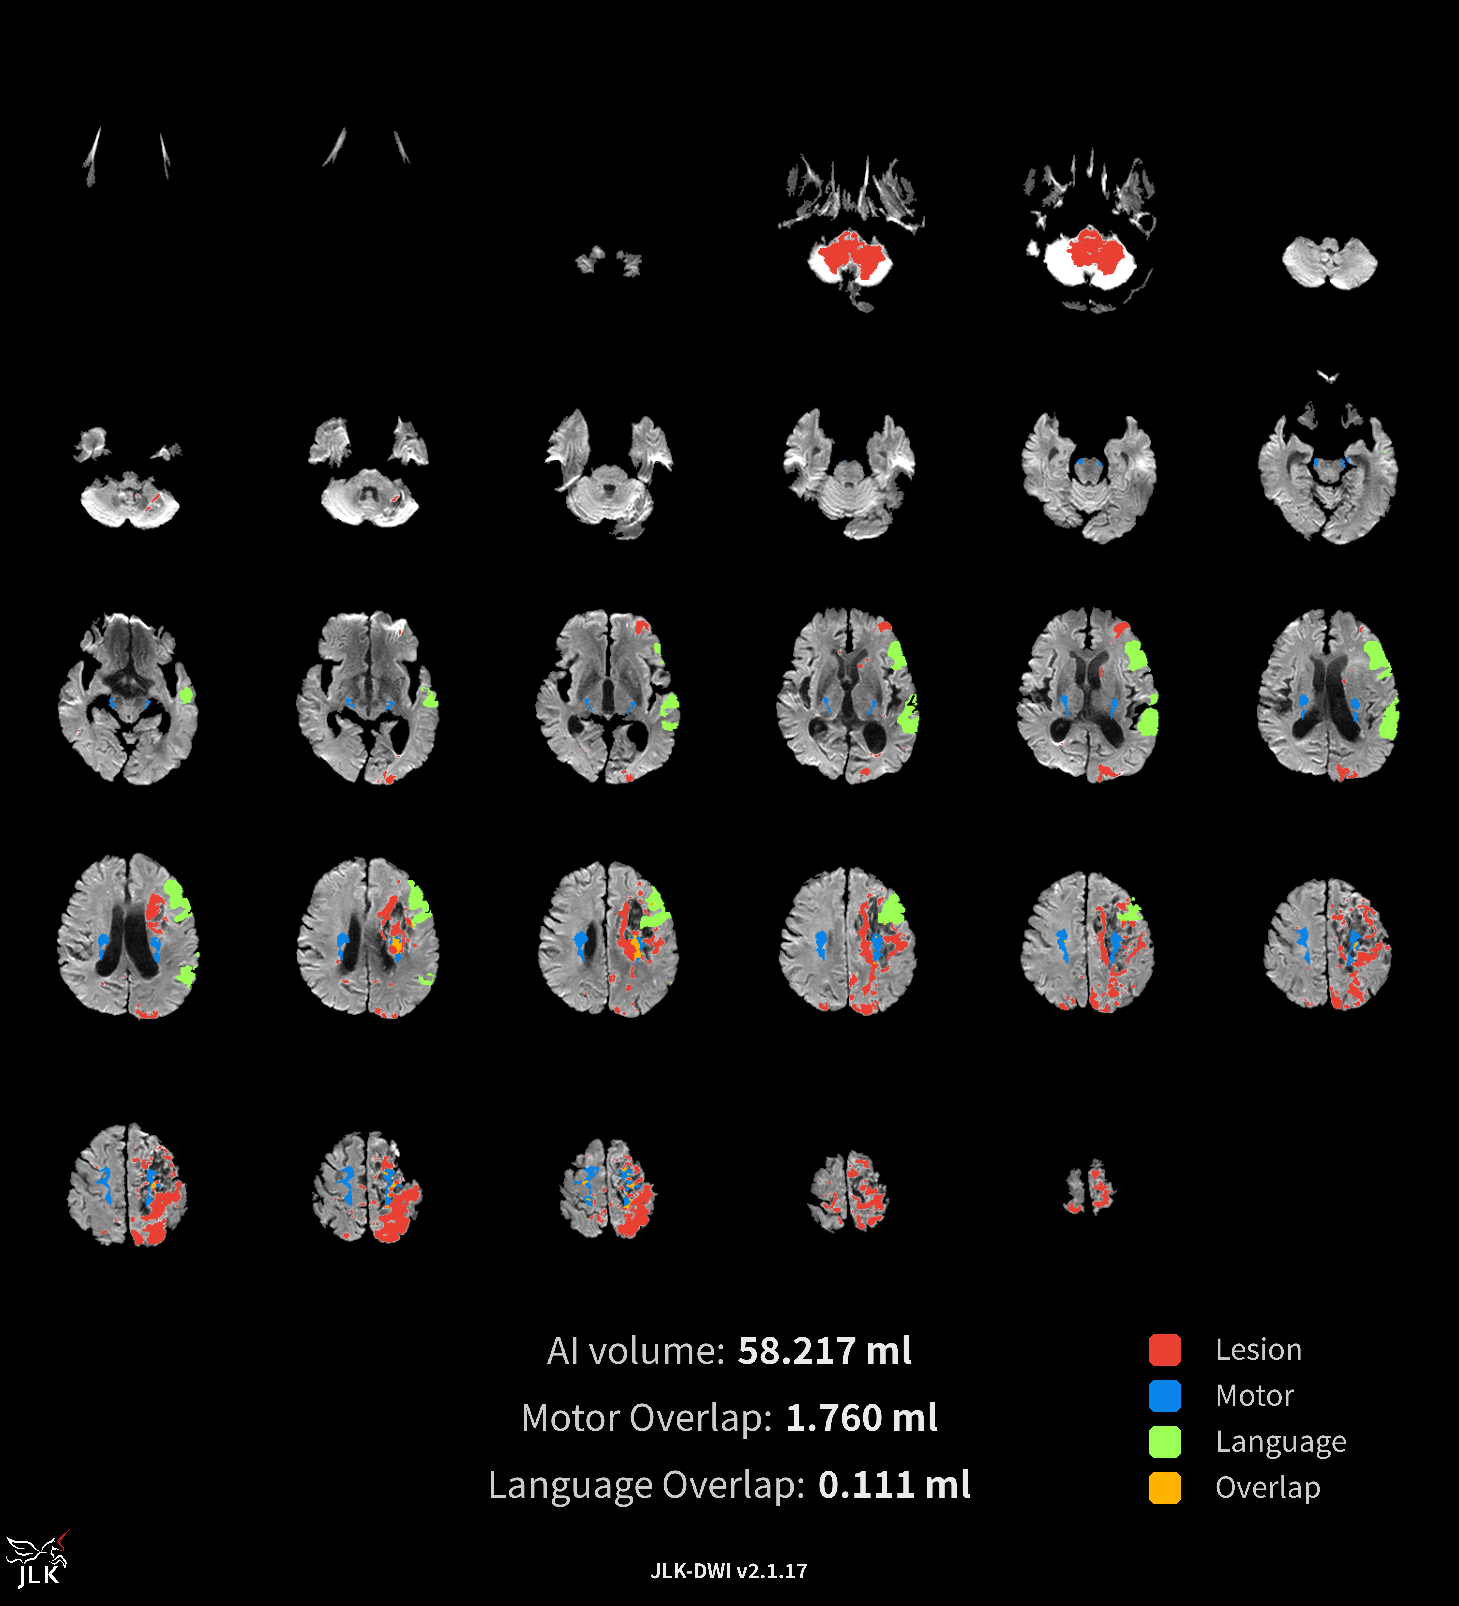 AI volume: 58.217 ml
Motor Overlap: 1.760 ml
Language Overlap: 0.111 ml
Lesion
Motor
Language
Overlap
JLK
JLK-DWI v2.1.17